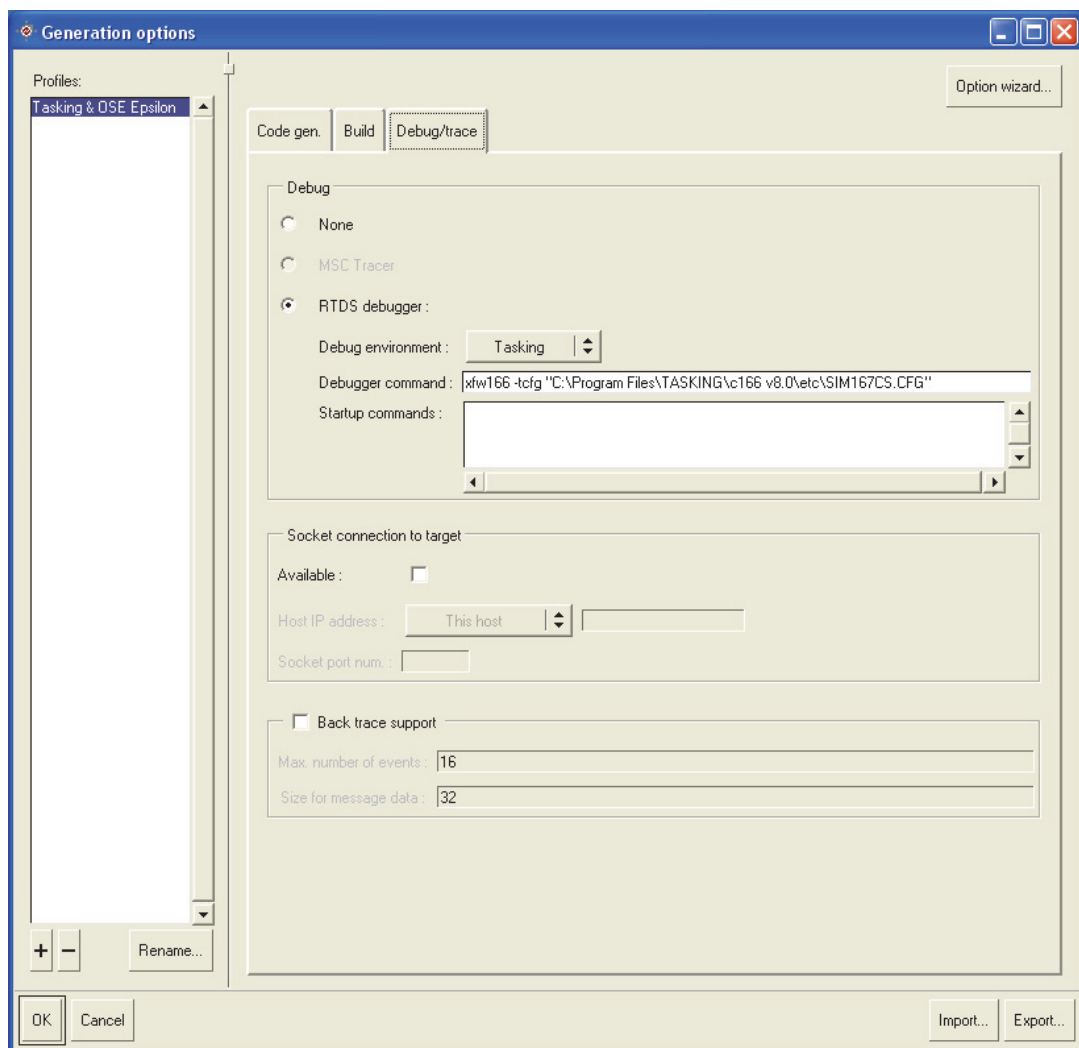 Generation options
Profiles:
Tasking & OSE Epsilon
Option wizard...
Code gen.
Build
Debug/trace
Debug
None
MSC Tracer
RTDS debugger :
Debug environment :
Tasking
Debugger command :
xfw166 -tcfg "C:\Program Files\TASKING\c166 v8.0\etc\SIM167CS.CFG"
Startup commands :
Socket connection to target
Available :
Host IP address :
This host
Socket port num. :
Back trace support
Max. number of events :
16
Size for message data :
32
+
−
Rename...
OK
Cancel
Import...
Export...